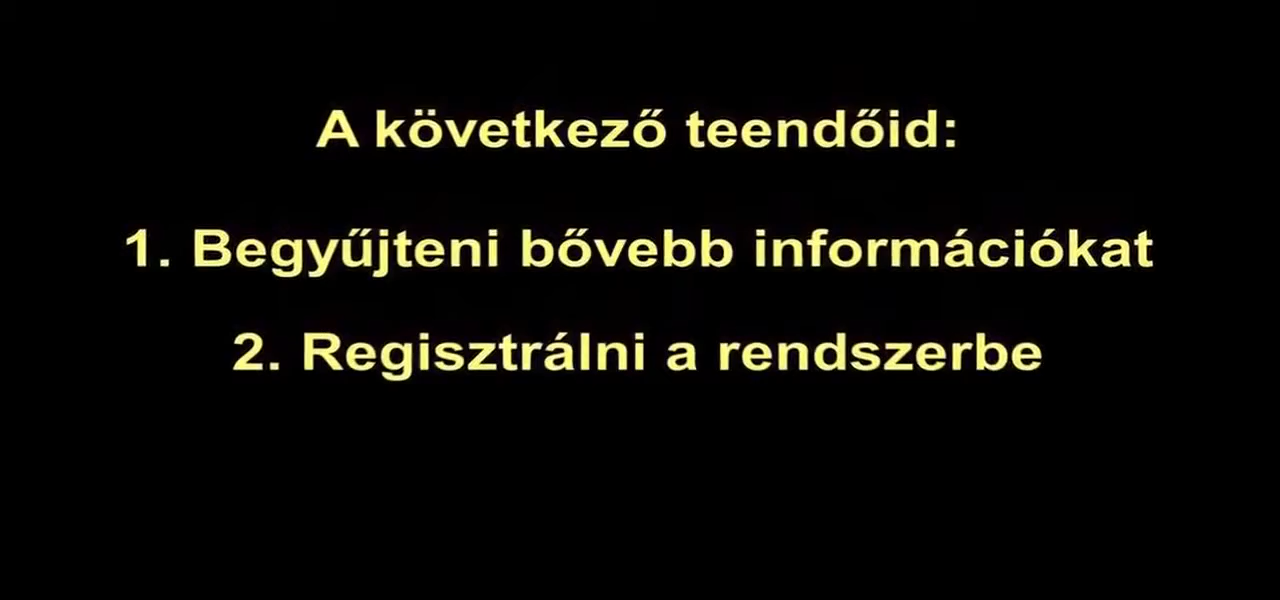 A következő teendőid:
1. Begyűjteni bővebb információkat
2. Regisztrálni a rendszerbe